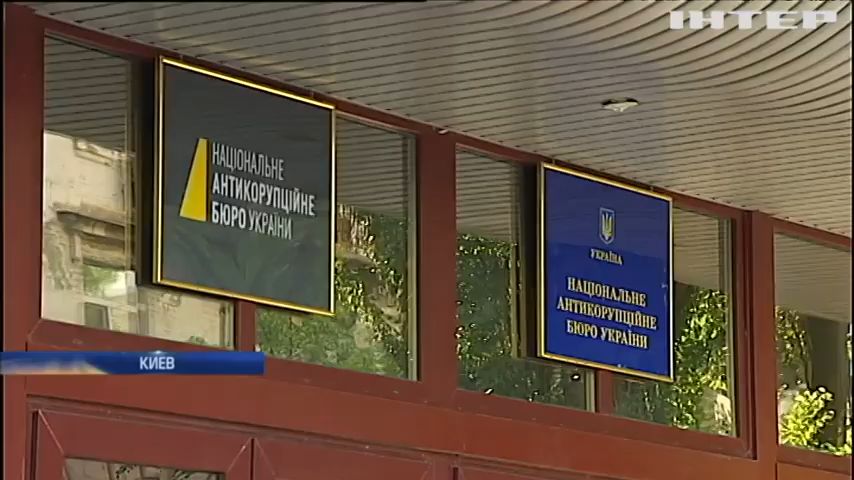 ІНТЕР
НАЦІОНАЛЬНЕ
АНТИКОРУПЦІЙНЕ
БЮРО УКРАЇНИ
УКРАЇНА
НАЦІОНАЛЬНЕ
АНТИКОРУПЦІЙНЕ
БЮРО УКРАЇНИ
КИЕВ